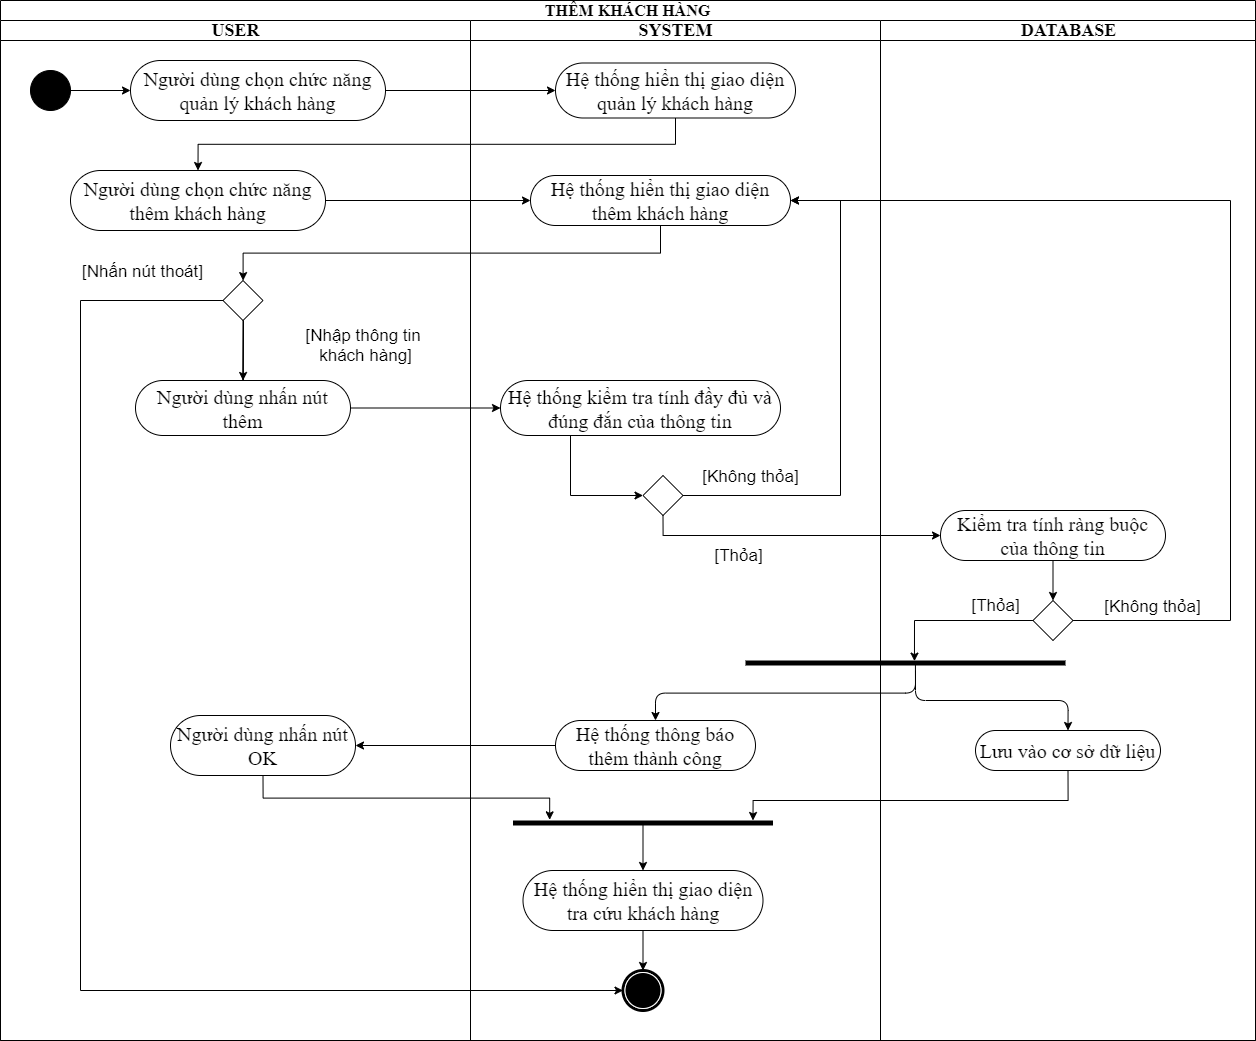 THÊM KHÁCH HÀNG
USER
SYSTEM
DATABASE
Người dùng chọn chức năng
quản lý khách hàng
Hệ thống hiển thị giao diện
quản lý khách hàng
Người dùng chọn chức năng
thêm khách hàng
Hệ thống hiển thị giao diện
thêm khách hàng
[Nhấn nút thoát]
[Nhập thông tin
khách hàng]
Người dùng nhấn nút
thêm
Hệ thống kiểm tra tính đầy đủ và
đúng đắn của thông tin
[Không thỏa]
[Thỏa]
Kiểm tra tính ràng buộc
của thông tin
[Thỏa]
[Không thỏa]
Người dùng nhấn nút
OK
Hệ thống thông báo
thêm thành công
Lưu vào cơ sở dữ liệu
Hệ thống hiển thị giao diện
tra cứu khách hàng